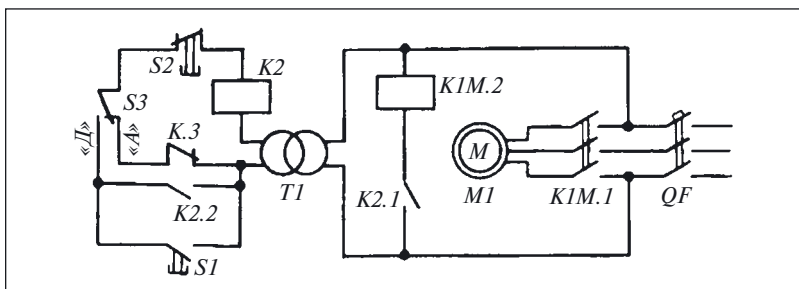 S2
K2
K1M.2
S3
«Д»
«А»
K.3
T1
M
M1
K2.1
K1M.1
QF
K2.2
S1